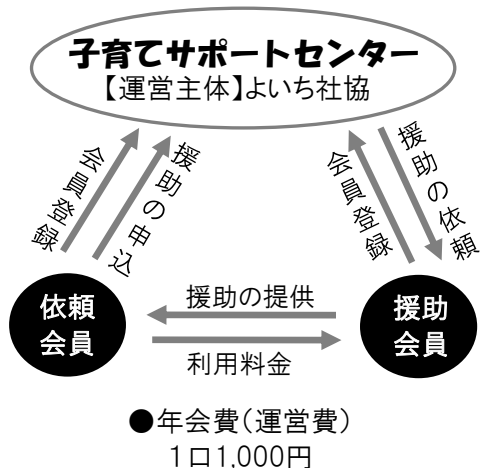 子育てサポートセンター
【運営主体】よいち社協
会員登録
援助の申込
会員登録
援助の依頼
依頼
会員
援助の提供
利用料金
援助
会員
●年会費(運営費)
1口1,000円